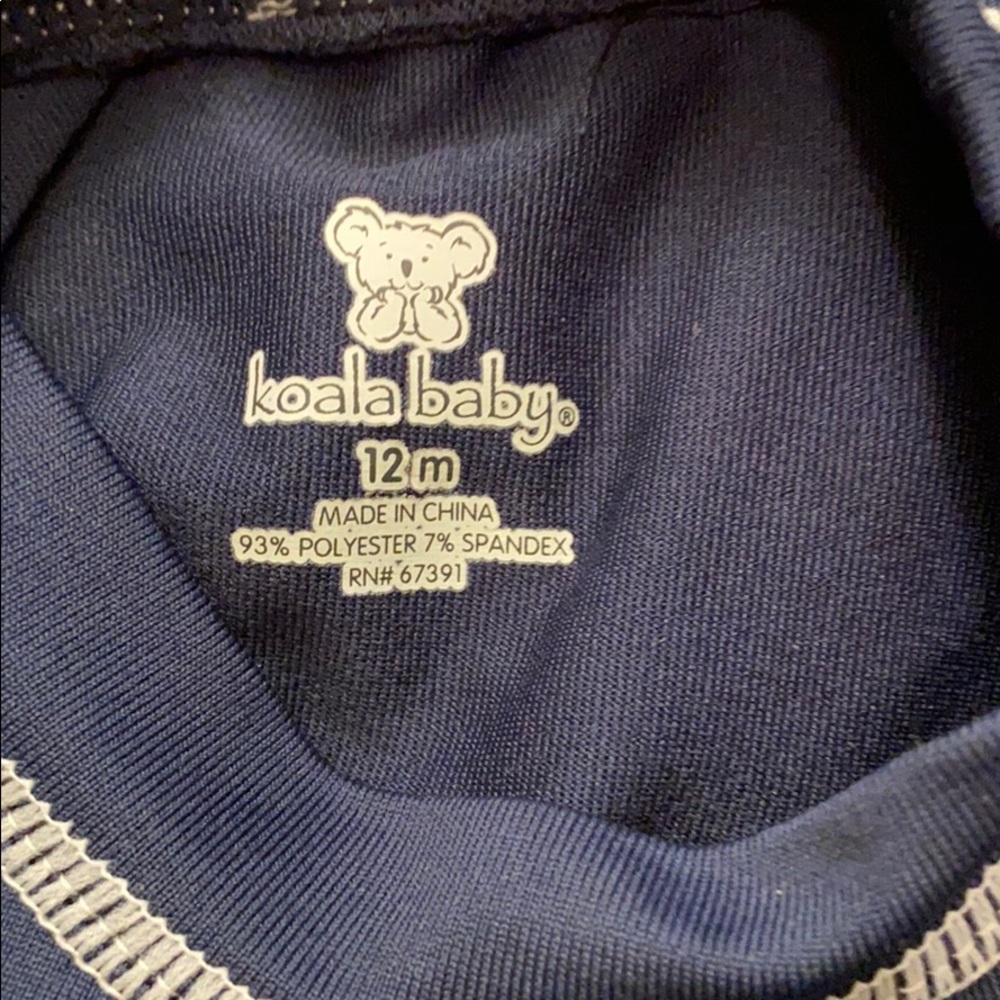 koala baby®
12 m
MADE IN CHINA
93% POLYESTER 7% SPANDEX
RN# 67391